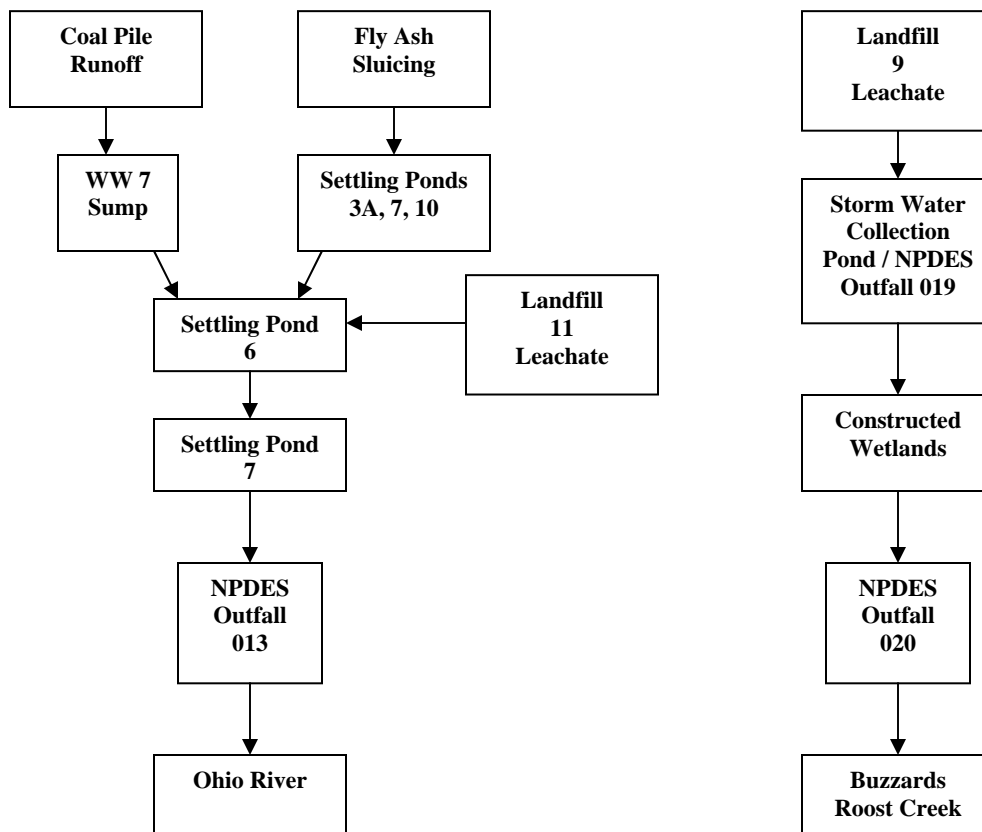 Coal Pile
Runoff
Fly Ash
Sluicing
Landfill
9
Leachate
WW 7
Sump
Settling Ponds
3A, 7, 10
Storm Water
Collection
Pond / NPDES
Outfall 019
Settling Pond
6
Landfill
11
Leachate
Settling Pond
7
Constructed
Wetlands
NPDES
Outfall
013
NPDES
Outfall
020
Ohio River
Buzzards
Roost Creek